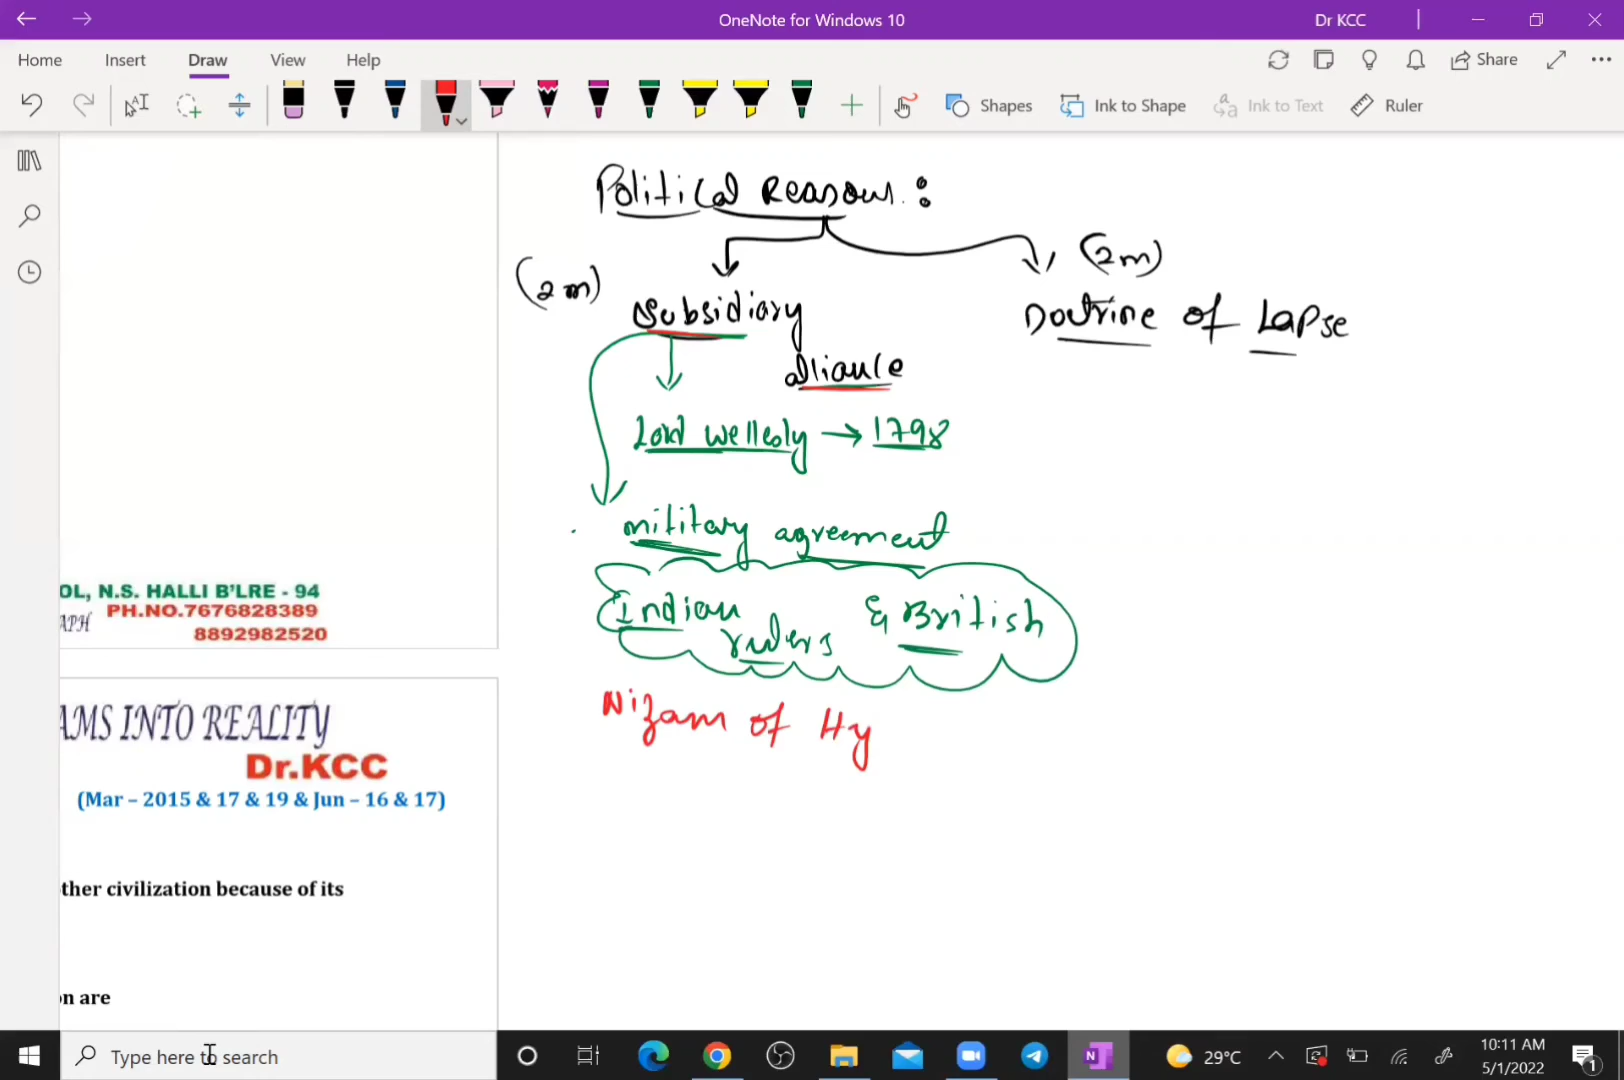 OneNote for Windows 10
Dr KCC
Home Insert Draw View Help
Share
Shapes Ink to Shape Ink to Text Ruler
Political Reasons :
(2m)
(2m)
Subsidiary
Doctrine of Lapse
alliance
Lord wellesly → 1798
military agreement
Indian & British
rulers
Nizam of Hy
OL, N.S. HALLI B'LRE - 94
APH PH.NO.7676828389
8892982520
AMS INTO REALITY
Dr.KCC
(Mar – 2015 & 17 & 19 & Jun – 16 & 17)
ther civilization because of its
on are
Type here to search
29°C
10:11 AM
5/1/2022
1